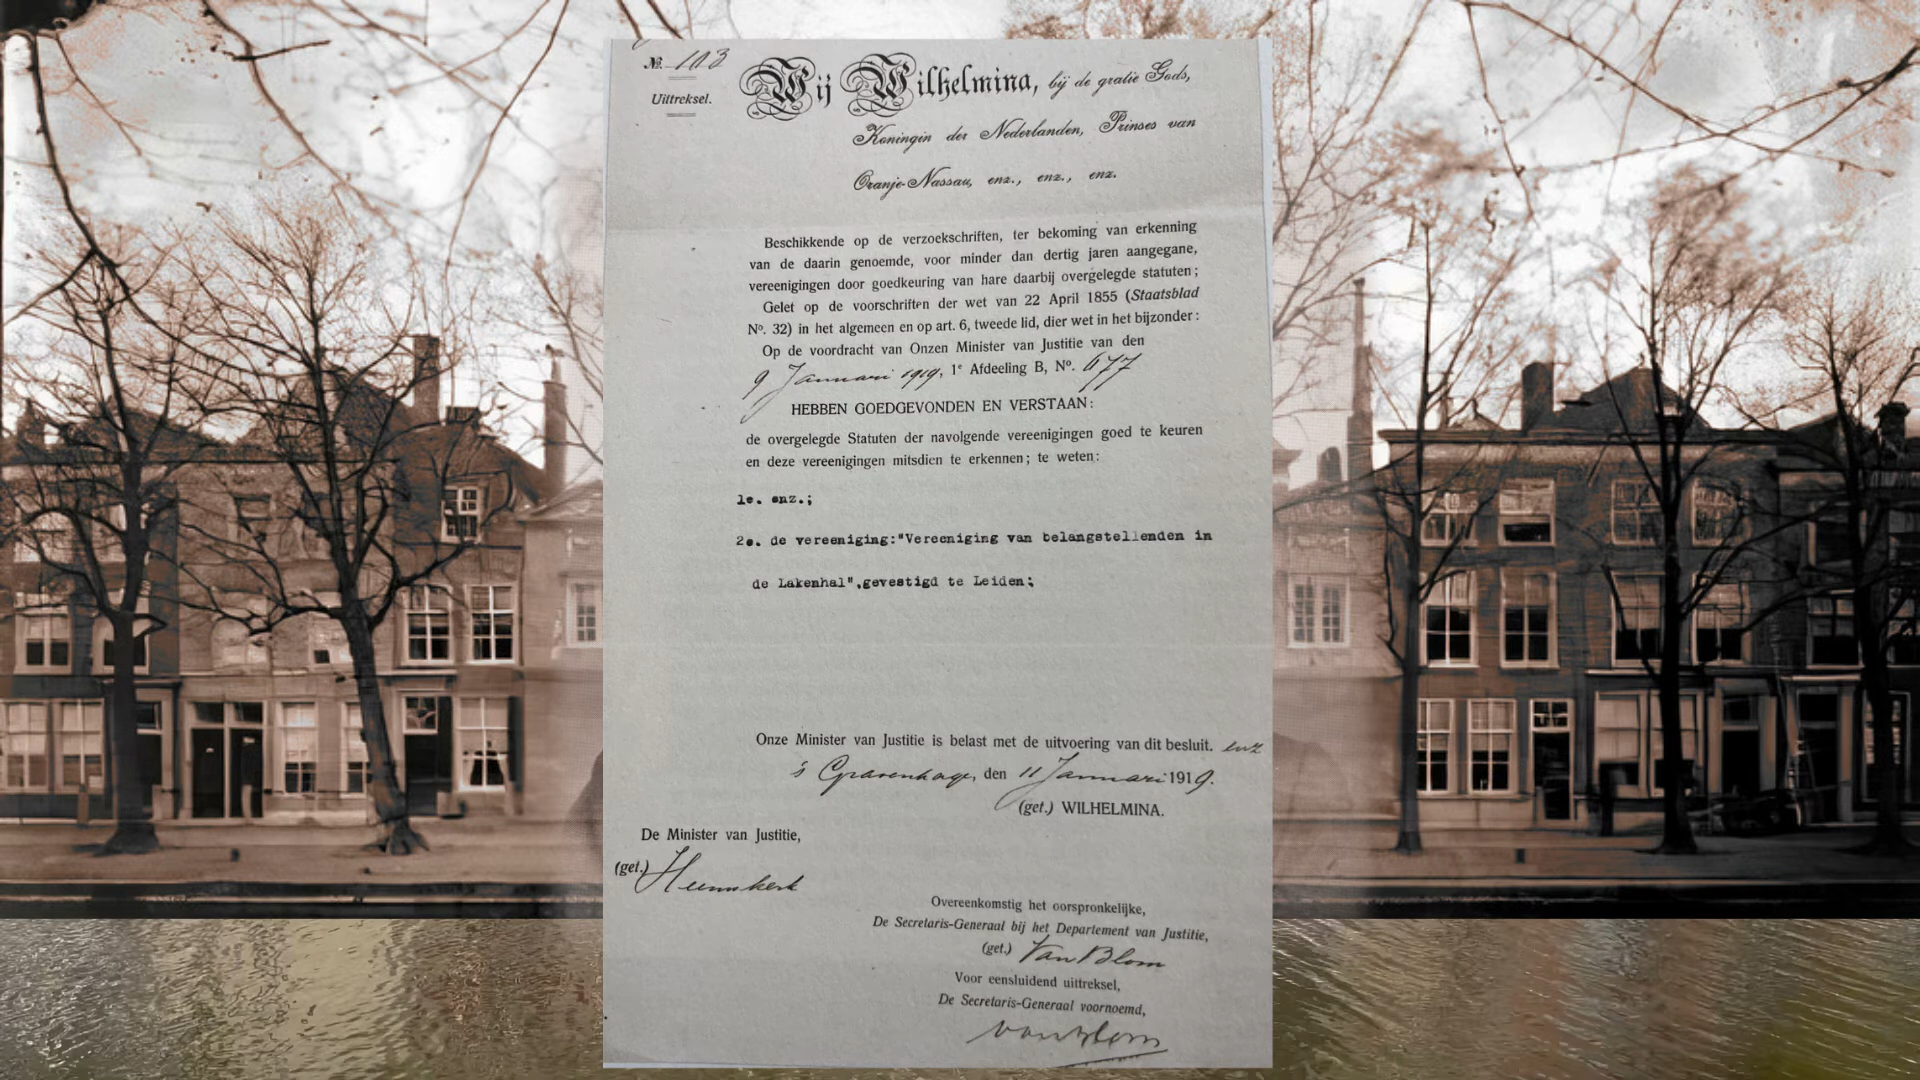 №. 103
Uittreksel.
Wij Wilhelmina, bij de gratie Gods,
Koningin der Nederlanden, Prinses van
Oranje-Nassau, enz., enz., enz.
Beschikkende op de verzoekschriften, ter bekoming van erkenning
van de daarin genoemde, voor minder dan dertig jaren aangegane,
vereenigingen door goedkeuring van hare daarbij overgelegde statuten;
Gelet op de voorschriften der wet van 22 April 1855 (Staatsblad
No. 32) in het algemeen en op art. 6, tweede lid, dier wet in het bijzonder:
Op de voordracht van Onzen Minister van Justitie van den
9 Januari 1919, 1e Afdeeling B, No. 677
HEBBEN GOEDGEVONDEN EN VERSTAAN:
de overgelegde Statuten der navolgende vereenigingen goed te keuren
en deze vereenigingen mitsdien te erkennen; te weten:
1e. enz.;
2e. de vereeniging:"Vereeniging van belangstellenden in
de Lakenhal",gevestigd te Leiden;
Onze Minister van Justitie is belast met de uitvoering van dit besluit. enz
's Gravenhage, den 11 Januari 1919.
(get.) WILHELMINA.
De Minister van Justitie,
(get.) Heemskerk
Overeenkomstig het oorspronkelijke,
De Secretaris-Generaal bij het Departement van Justitie,
(get.) Van Blom
Voor eensluidend uittreksel,
De Secretaris-Generaal voornoemd,
van Blom